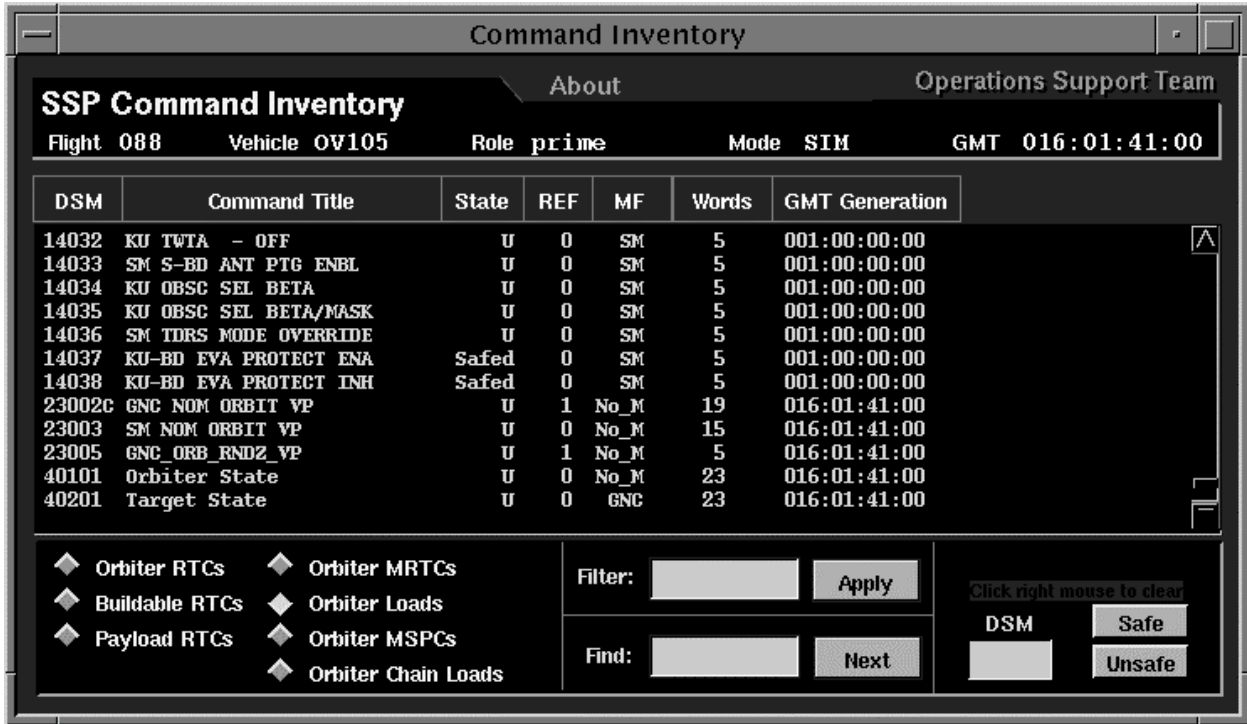 Command Inventory
About
Operations Support Team
SSP Command Inventory
Flight 088 Vehicle OV105 Role prime Mode SIM GMT 016:01:41:00
DSM Command Title State REF MF Words GMT Generation
14032 KU TWTA - OFF U 0 SM 5 001:00:00:00
14033 SM S-BD ANT PTG ENBL U 0 SM 5 001:00:00:00
14034 KU OBSC SEL BETA U 0 SM 5 001:00:00:00
14035 KU OBSC SEL BETA/MASK U 0 SM 5 001:00:00:00
14036 SM TDRS MODE OVERRIDE U 0 SM 5 001:00:00:00
14037 KU-BD EVA PROTECT ENA Safed 0 SM 5 001:00:00:00
14038 KU-BD EVA PROTECT INH Safed 0 SM 5 001:00:00:00
23002C GNC NOM ORBIT VP U 1 No_M 19 016:01:41:00
23003 SM NOM ORBIT VP U 0 No_M 15 016:01:41:00
23005 GNC_ORB_RNDZ_VP U 1 No_M 5 016:01:41:00
40101 Orbiter State U 0 No_M 23 016:01:41:00
40201 Target State U 0 GNC 23 016:01:41:00
Orbiter RTCs Orbiter MRTCs
Buildable RTCs Orbiter Loads
Payload RTCs Orbiter MSPCs
Orbiter Chain Loads
Filter: Apply
Find: Next
Click right mouse to clear
DSM Safe
Unsafe